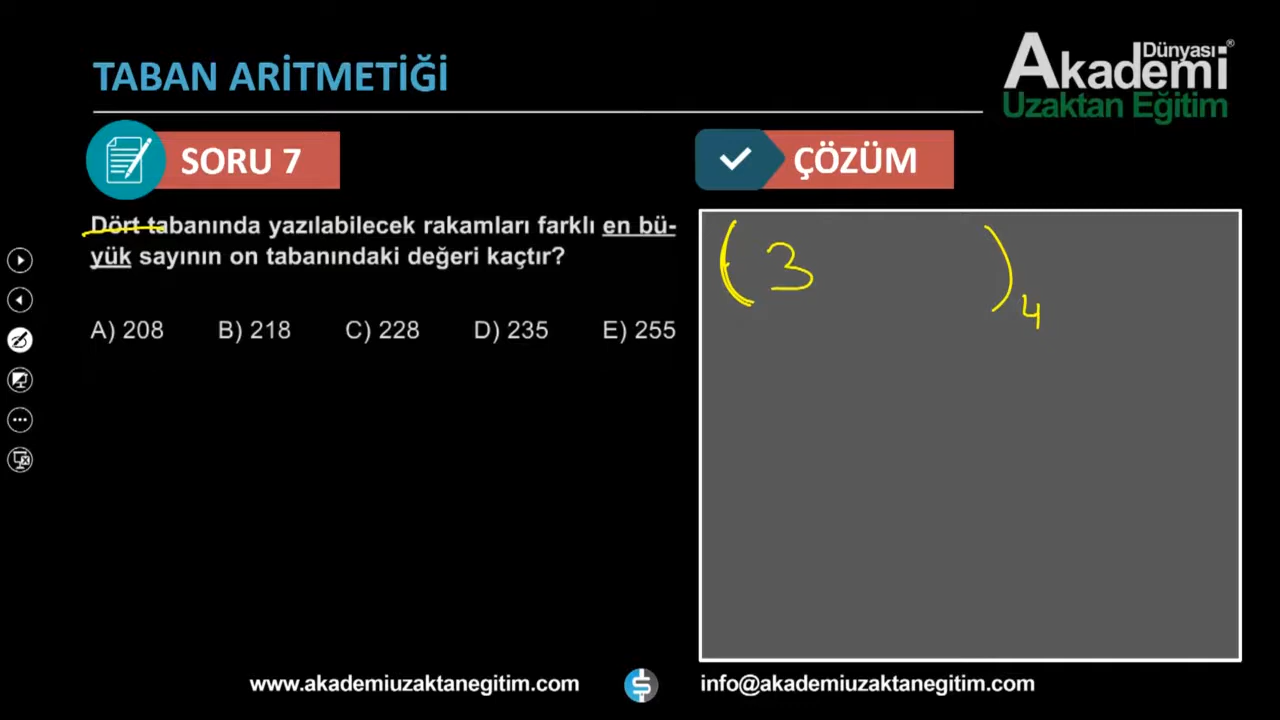 TABAN ARİTMETİĞİ
Akademi Dünyası®
Uzaktan Eğitim
SORU 7
Dört tabanında yazılabilecek rakamları farklı en bü-
yük sayının on tabanındaki değeri kaçtır?
A) 208 B) 218 C) 228 D) 235 E) 255
ÇÖZÜM
(3 )4
www.akademiuzaktanegitim.com
info@akademiuzaktanegitim.com